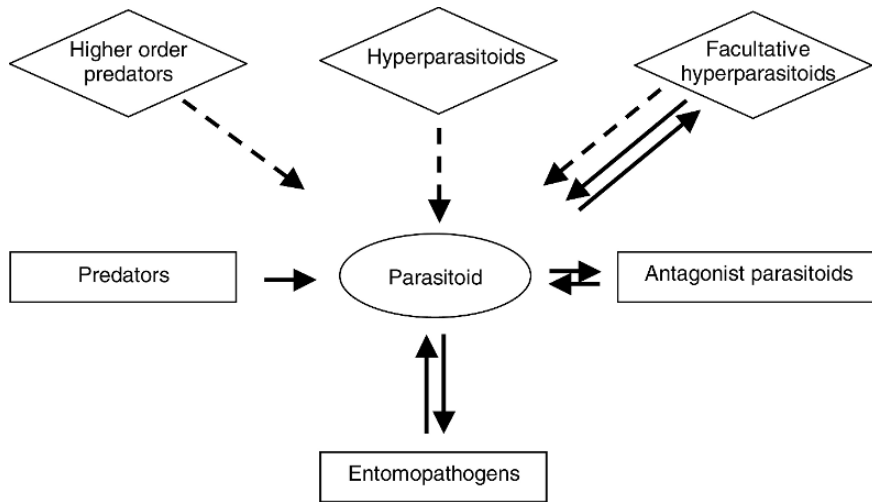 Higher order
predators
Hyperparasitoids
Facultative
hyperparasitoids
Predators
Parasitoid
Antagonist parasitoids
Entomopathogens